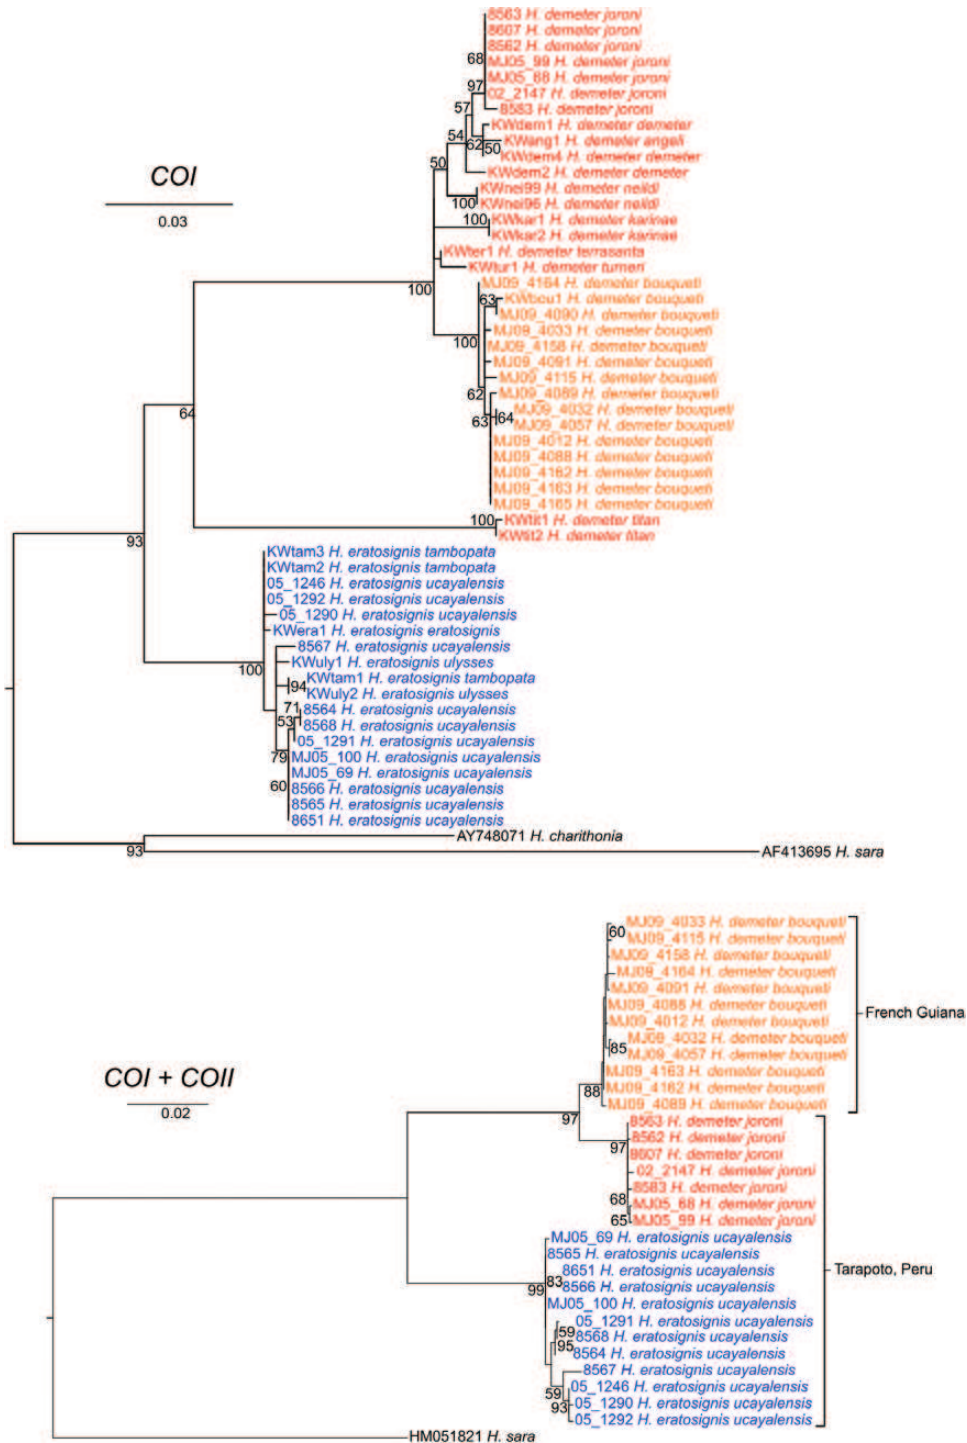 8563 H. demeter joroni
8607 H. demeter joroni
8562 H. demeter joroni
68
MJ05_99 H. demeter joroni
MJ05_68 H. demeter joroni
97
02_2147 H. demeter joroni
57
8583 H. demeter joroni
KWdem1 H. demeter demeter
54
62
50
KWang1 H. demeter angeli
KWdem4 H. demeter demeter
50
KWdem2 H. demeter demeter
COI
0.03
KWnei99 H. demeter neildi
100
KWnei96 H. demeter neildi
100
KWkar1 H. demeter karinae
KWkar2 H. demeter karinae
KWter1 H. demeter terrasanta
KWtur1 H. demeter turneri
100
MJ09_4164 H. demeter bouqueti
63
KWbou1 H. demeter bouqueti
MJ09_4090 H. demeter bouqueti
MJ09_4033 H. demeter bouqueti
100
MJ09_4158 H. demeter bouqueti
MJ09_4091 H. demeter bouqueti
MJ09_4115 H. demeter bouqueti
62
MJ09_4089 H. demeter bouqueti
64
MJ09_4032 H. demeter bouqueti
63
MJ09_4057 H. demeter bouqueti
64
MJ09_4012 H. demeter bouqueti
MJ09_4088 H. demeter bouqueti
MJ09_4162 H. demeter bouqueti
MJ09_4163 H. demeter bouqueti
MJ09_4165 H. demeter bouqueti
100
KWtit1 H. demeter titan
KWtit2 H. demeter titan
93
KWtam3 H. eratosignis tambopata
KWtam2 H. eratosignis tambopata
05_1246 H. eratosignis ucayalensis
05_1292 H. eratosignis ucayalensis
05_1290 H. eratosignis ucayalensis
KWera1 H. eratosignis eratosignis
8567 H. eratosignis ucayalensis
100
KWuly1 H. eratosignis ulysses
94
KWtam1 H. eratosignis tambopata
KWuly2 H. eratosignis ulysses
71
8564 H. eratosignis ucayalensis
53
8568 H. eratosignis ucayalensis
05_1291 H. eratosignis ucayalensis
79
MJ05_100 H. eratosignis ucayalensis
MJ05_69 H. eratosignis ucayalensis
60
8566 H. eratosignis ucayalensis
8565 H. eratosignis ucayalensis
8651 H. eratosignis ucayalensis
AY748071 H. charithonia
93
AF413695 H. sara
MJ09_4033 H. demeter bouqueti
60
MJ09_4115 H. demeter bouqueti
MJ09_4158 H. demeter bouqueti
MJ09_4164 H. demeter bouqueti
MJ09_4091 H. demeter bouqueti
MJ09_4088 H. demeter bouqueti
French Guiana
MJ09_4012 H. demeter bouqueti
MJ09_4032 H. demeter bouqueti
85
MJ09_4057 H. demeter bouqueti
COI + COII
0.02
MJ09_4163 H. demeter bouqueti
88
MJ09_4162 H. demeter bouqueti
MJ09_4089 H. demeter bouqueti
97
8563 H. demeter joroni
8562 H. demeter joroni
97
8607 H. demeter joroni
02_2147 H. demeter joroni
8583 H. demeter joroni
68
MJ05_68 H. demeter joroni
65
MJ05_99 H. demeter joroni
MJ05_69 H. eratosignis ucayalensis
8565 H. eratosignis ucayalensis
Tarapoto, Peru
8651 H. eratosignis ucayalensis
83
99
8566 H. eratosignis ucayalensis
MJ05_100 H. eratosignis ucayalensis
05_1291 H. eratosignis ucayalensis
59
8568 H. eratosignis ucayalensis
95
8564 H. eratosignis ucayalensis
8567 H. eratosignis ucayalensis
59
05_1246 H. eratosignis ucayalensis
93
05_1290 H. eratosignis ucayalensis
05_1292 H. eratosignis ucayalensis
HM051821 H. sara